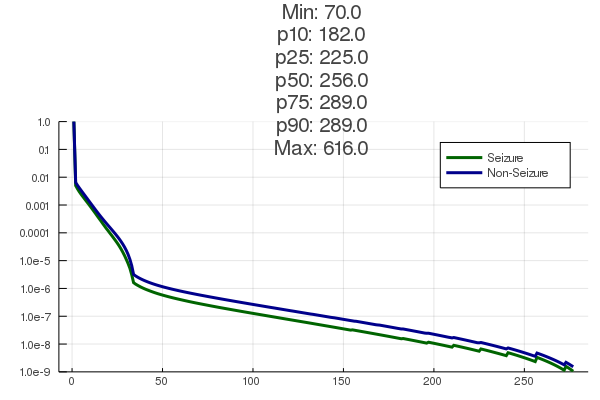 Min: 70.0
p10: 182.0
p25: 225.0
p50: 256.0
p75: 289.0
p90: 289.0
Max: 616.0
1.0
0.1
0.01
0.001
0.0001
1.0e-5
1.0e-6
1.0e-7
1.0e-8
1.0e-9
Seizure
Non-Seizure
0 50 100 150 200 250